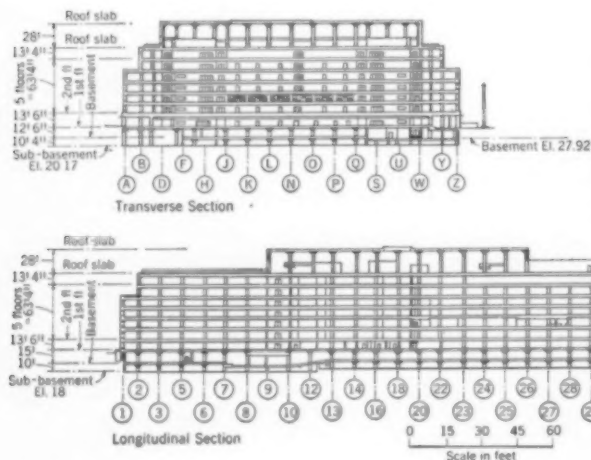 Roof slab
28'
Roof slab
13' 4"
5 floors = 63' 4"
2nd fl
1st fl
Basement
13' 6"
12' 6"
10' 4"
Sub-basement
El. 20 17
Basement El. 27.92
B F J L O Q U Y
A D H K N P S W Z
Transverse Section
Roof slab
28'
Roof slab
13' 4"
5 floors = 63' 4"
2nd fl
1st fl
Basement
13' 6"
15'
10'
Sub-basement
El. 18
2 5 7 9 12 14 18 22 24 26 28
1 3 6 8 10 13 16 20 23 25 27
Longitudinal Section
0 15 30 45 60
Scale in feet